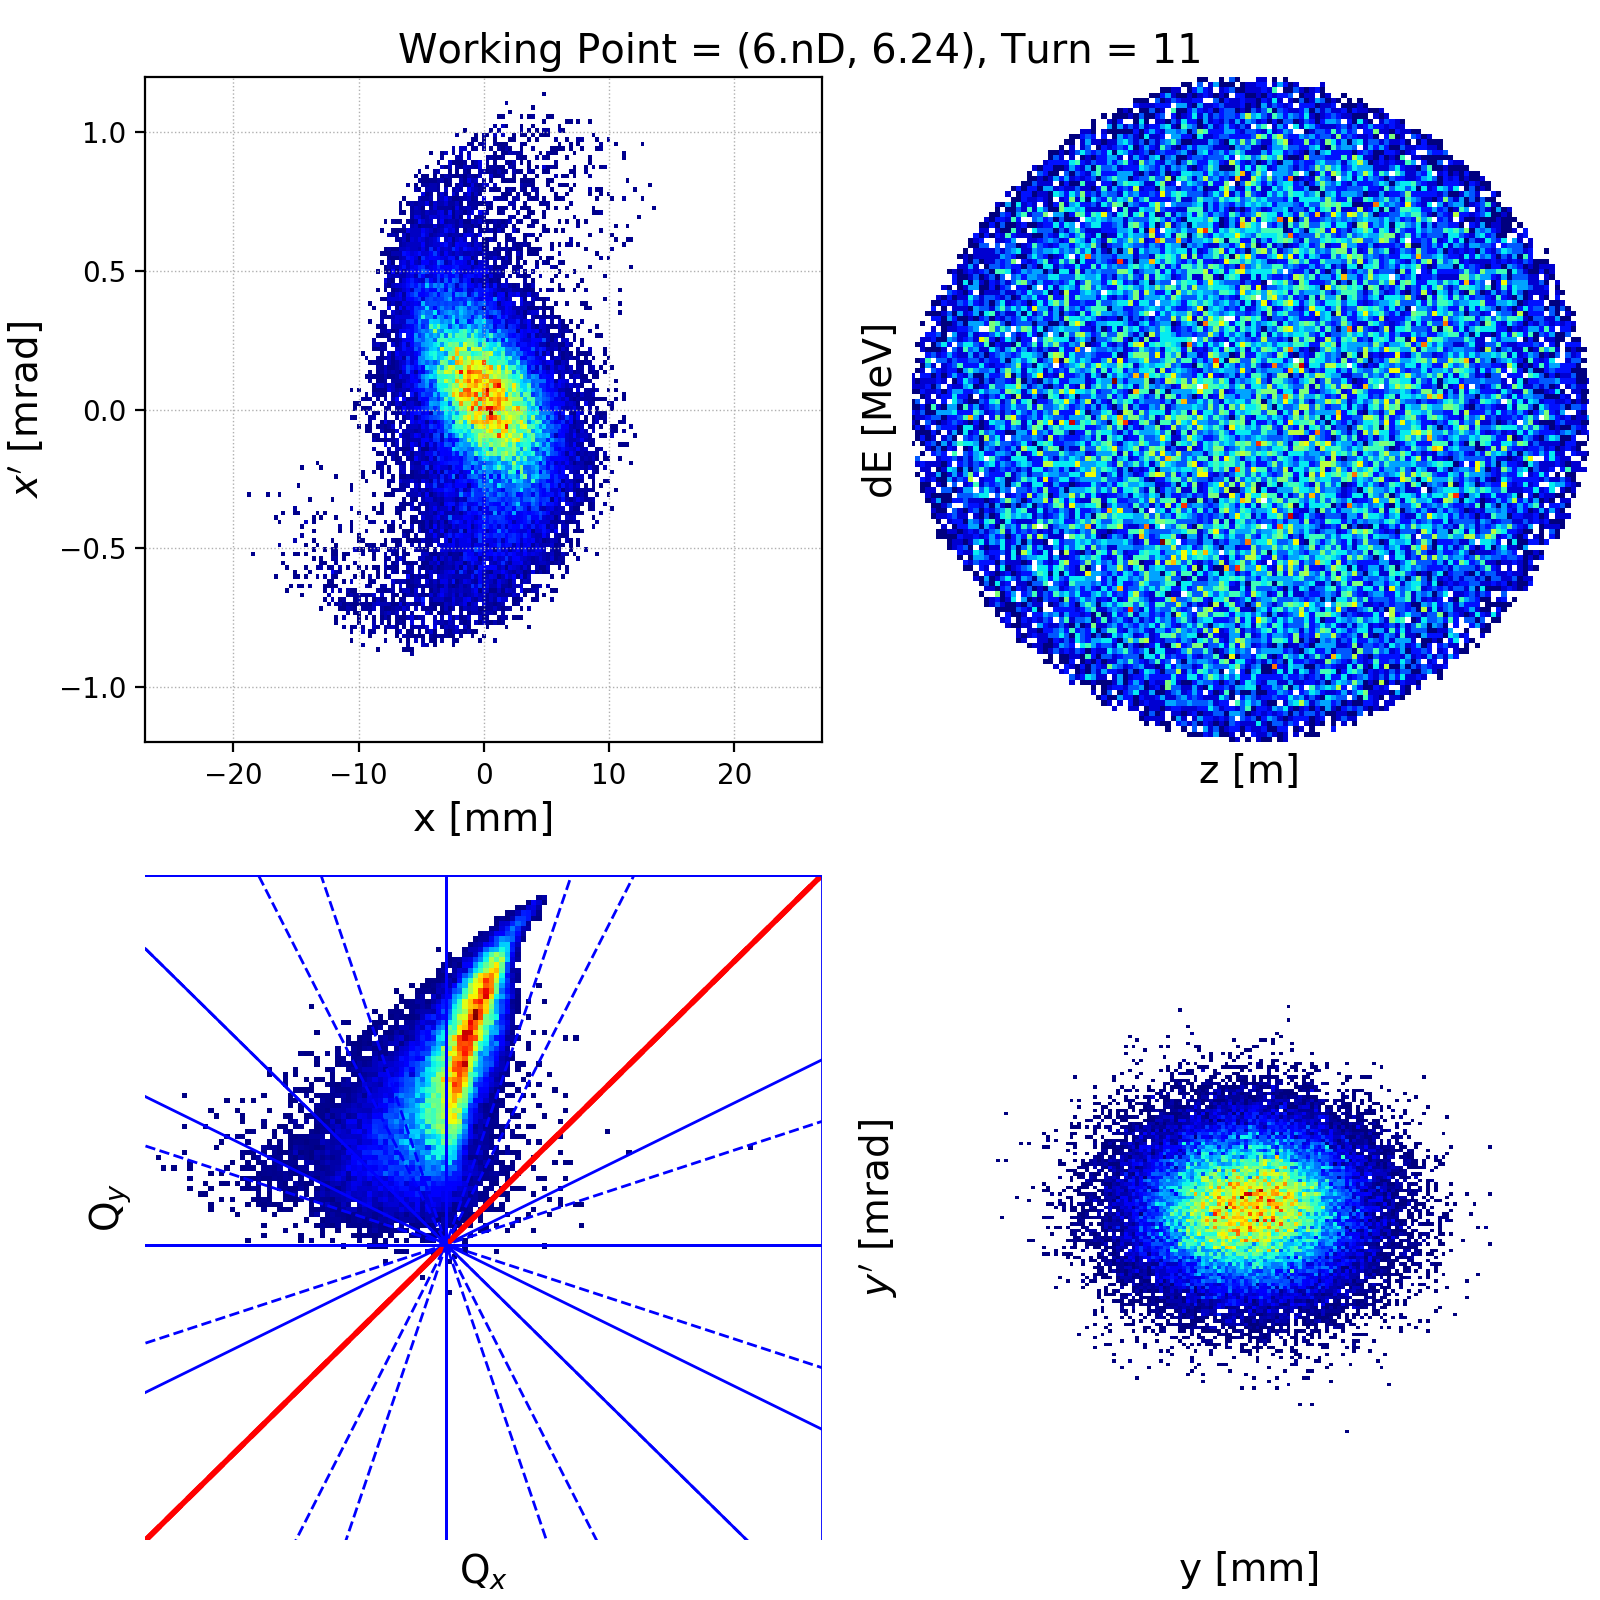 Working Point = (6.nD, 6.24), Turn = 11
1.0
0.5
0.0
−0.5
−1.0
x′ [mrad]
−20 −10 0 10 20
x [mm]
dE [MeV]
z [m]
Qy
Qx
y′ [mrad]
y [mm]